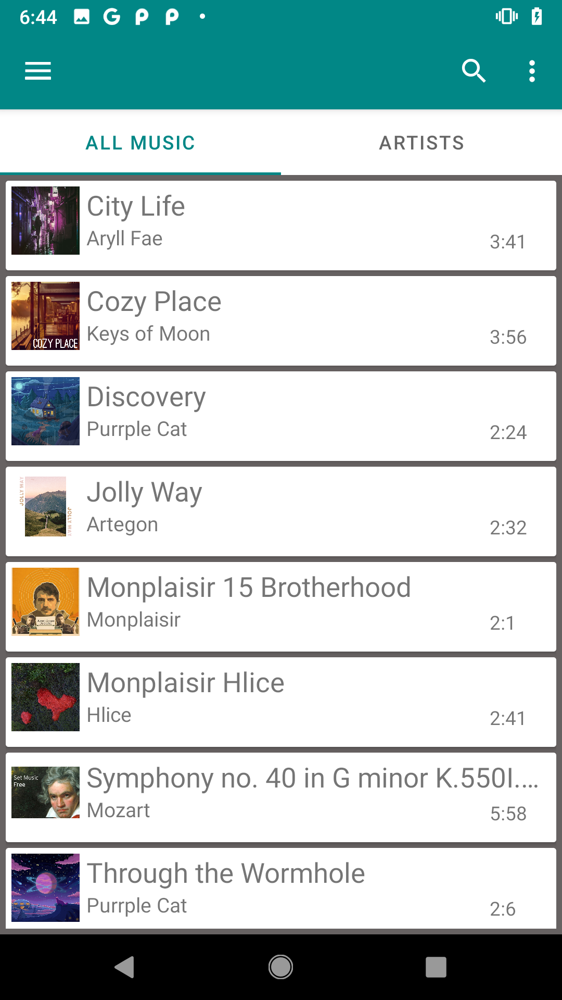 6:44
ALL MUSIC
ARTISTS
City Life
Aryll Fae
3:41
COZY PLACE
Cozy Place
Keys of Moon
3:56
Discovery
Purrple Cat
2:24
JOLLY WAY
JOLLY WAY
Jolly Way
Artegon
2:32
American
Dreams
Monplaisir 15 Brotherhood
Monplaisir
2:1
Monplaisir Hlice
Hlice
2:41
Set Music
Free
Symphony no. 40 in G minor K.550I....
Mozart
5:58
Through the Wormhole
Purrple Cat
2:6